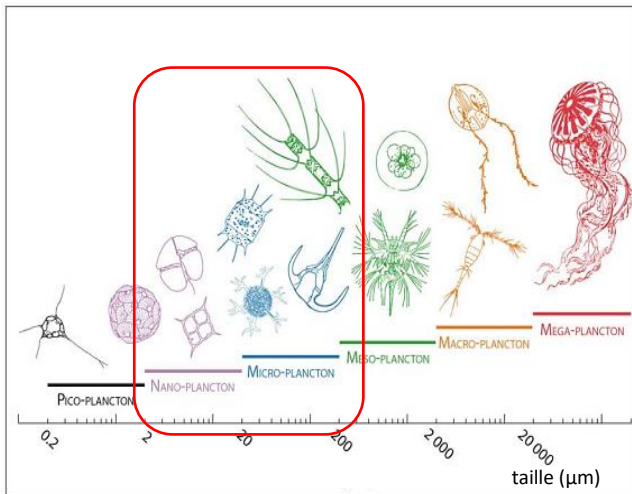 PICO-PLANCTON
NANO-PLANCTON
MICRO-PLANCTON
MESO-PLANCTON
MACRO-PLANCTON
MEGA-PLANCTON
0.2
2
20
200
2 000
20 000
taille (µm)